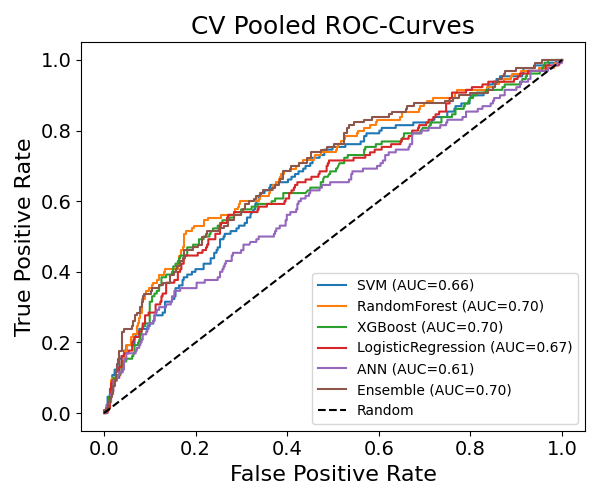 CV Pooled ROC-Curves
True Positive Rate
1.0
0.8
0.6
0.4
0.2
0.0
SVM (AUC=0.66)
RandomForest (AUC=0.70)
XGBoost (AUC=0.70)
LogisticRegression (AUC=0.67)
ANN (AUC=0.61)
Ensemble (AUC=0.70)
Random
0.0 0.2 0.4 0.6 0.8 1.0
False Positive Rate